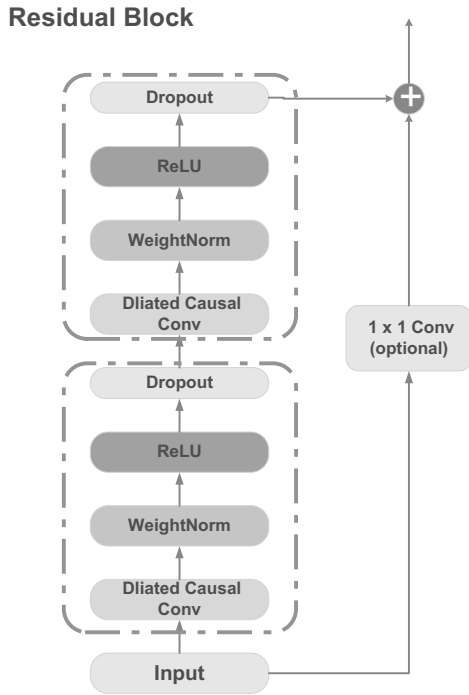 Residual Block
Dropout
+
ReLU
WeightNorm
Dliated Causal
Conv
1 x 1 Conv
(optional)
Dropout
ReLU
WeightNorm
Dliated Causal
Conv
Input